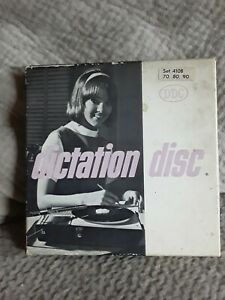 Set 4108
70. 80. 90
DDC
dictation disc